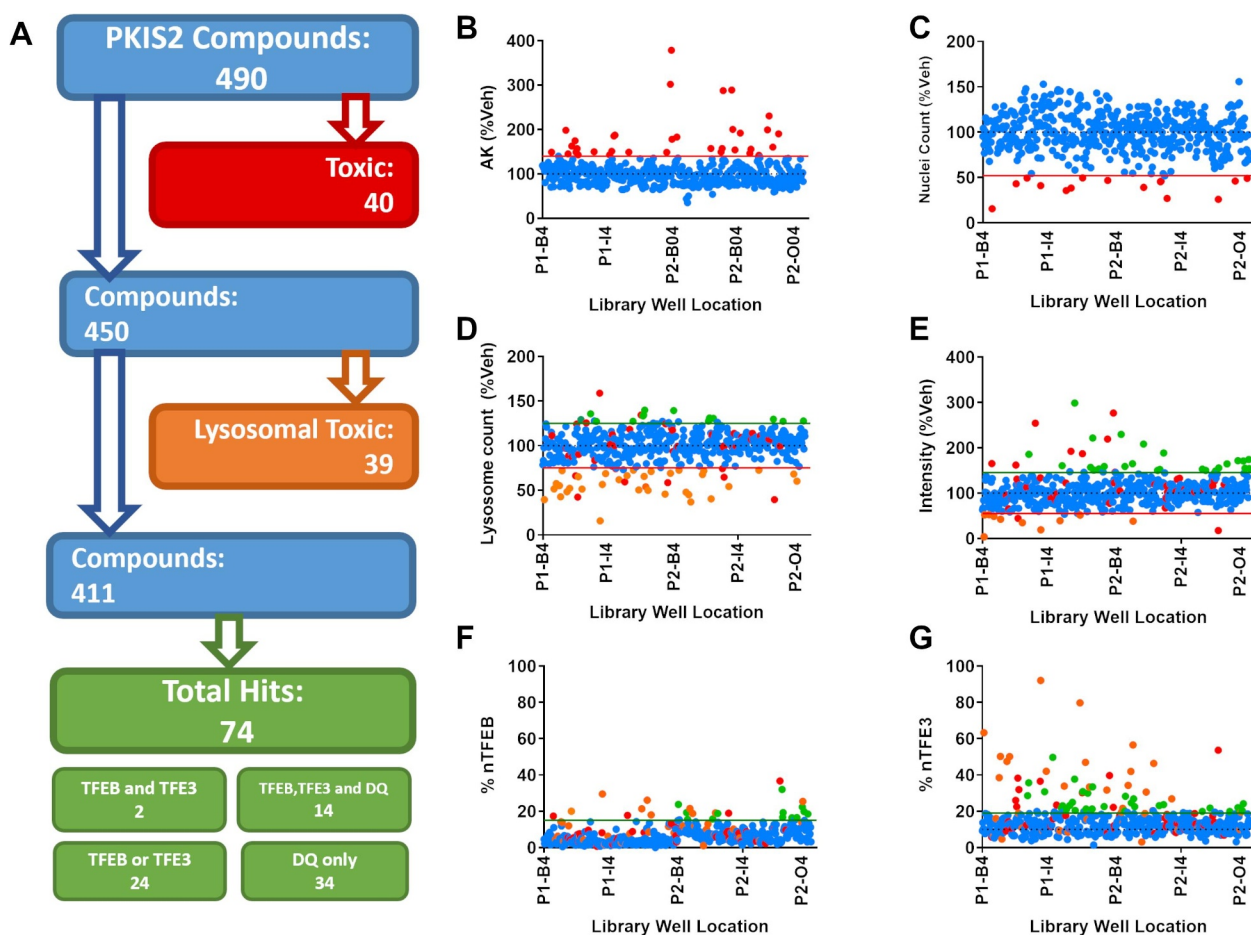 A
PKIS2 Compounds:
490
Toxic:
40
Compounds:
450
Lysosomal Toxic:
39
Compounds:
411
Total Hits:
74
TFEB and TFE3
2
TFEB,TFE3 and DQ
14
TFEB or TFE3
24
DQ only
34
B
AK (%Veh)
400
300
200
100
0
P1-B4
P1-I4
P2-B04
P2-B04
P2-O04
Library Well Location
C
Nuclei Count (%Veh)
200
150
100
50
0
P1-B4
P1-I4
P2-B4
P2-I4
P2-O4
Library Well Location
D
Lysosome count (%Veh)
200
150
100
50
0
P1-B4
P1-I4
P2-B4
P2-I4
P2-O4
Library Well Location
E
Intensity (%Veh)
400
300
200
100
0
P1-B4
P1-I4
P2-B4
P2-I4
P2-O4
Library Well Location
F
% nTFEB
100
80
60
40
20
0
P1-B4
P1-I4
P2-B4
P2-I4
P2-O4
Library Well Location
G
% nTFE3
100
80
60
40
20
0
P1-B4
P1-I4
P2-B4
P2-I4
P2-O4
Library Well Location